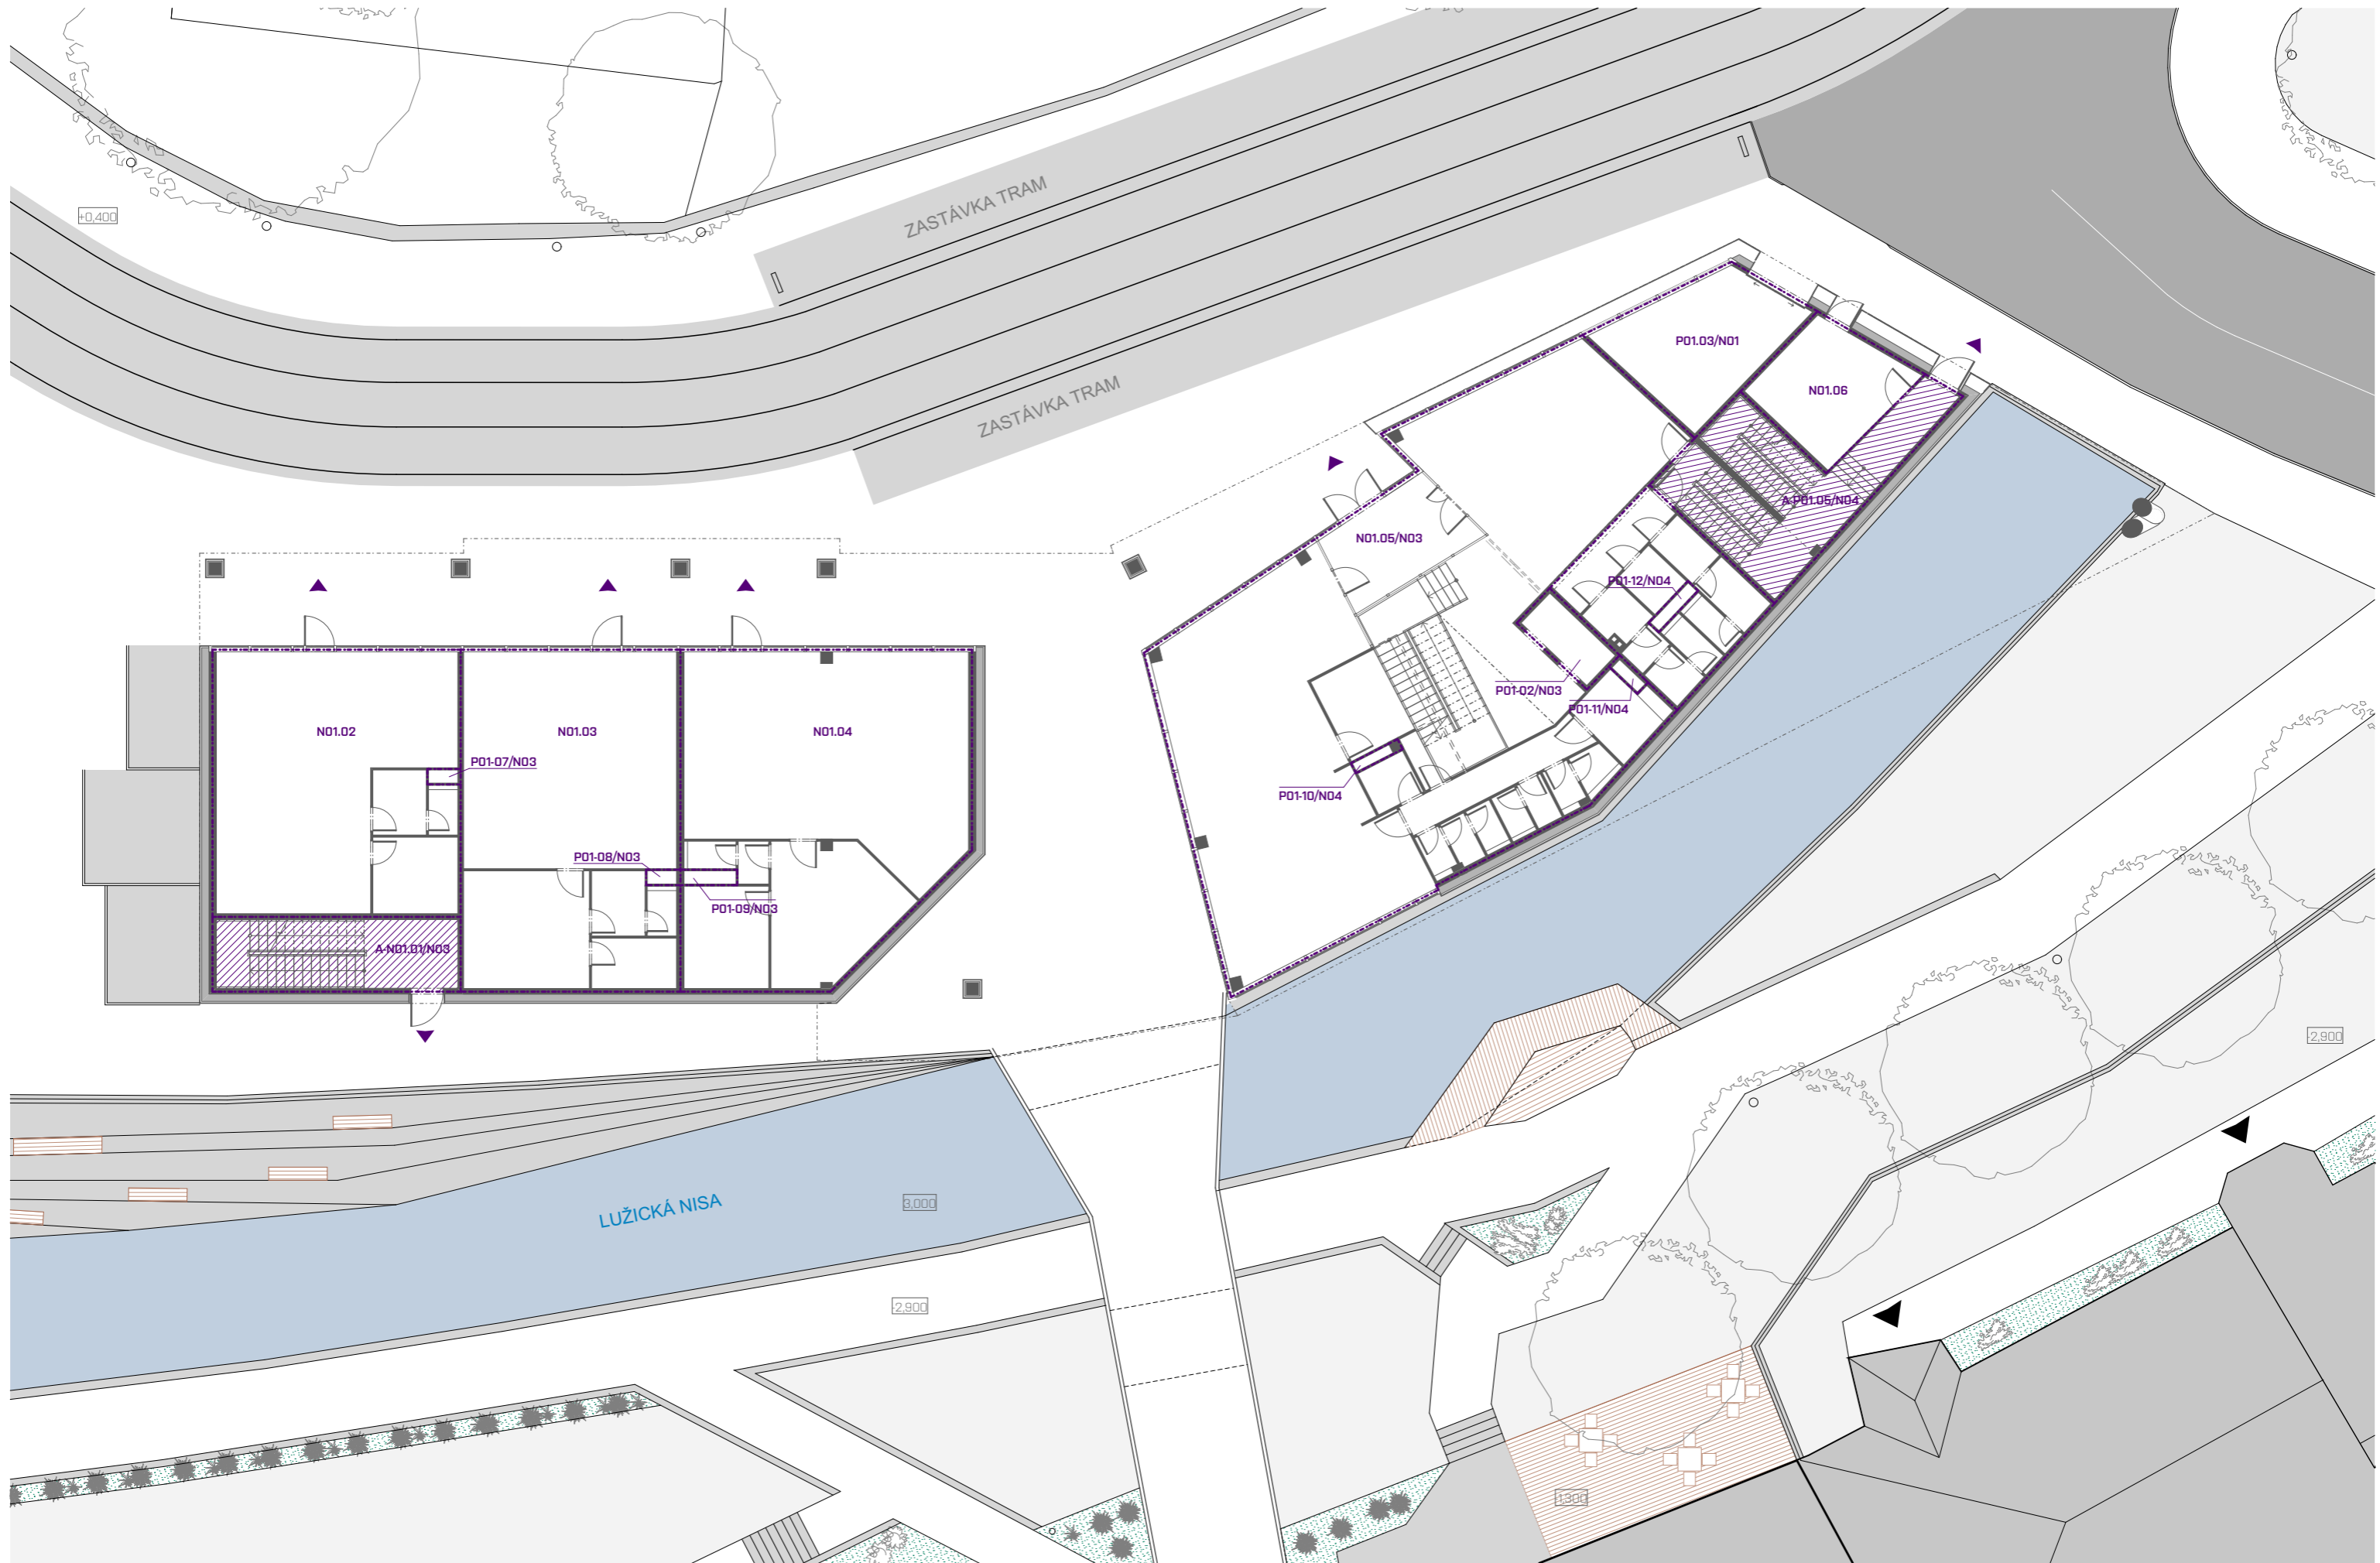 ZASTÁVKA TRAM
+0,400
P01.03/N01
N01.06
ZASTÁVKA TRAM
A-P01.05/N04
N01.05/N03
P01-12/N04
P01-02/N03
P01-11/N04
N01.02
N01.03
N01.04
P01-07/N03
P01-10/N04
P01-08/N03
P01-09/N03
A-N01.01/N03
-2,900
LUŽICKÁ NISA
3,000
-2,900
1,300